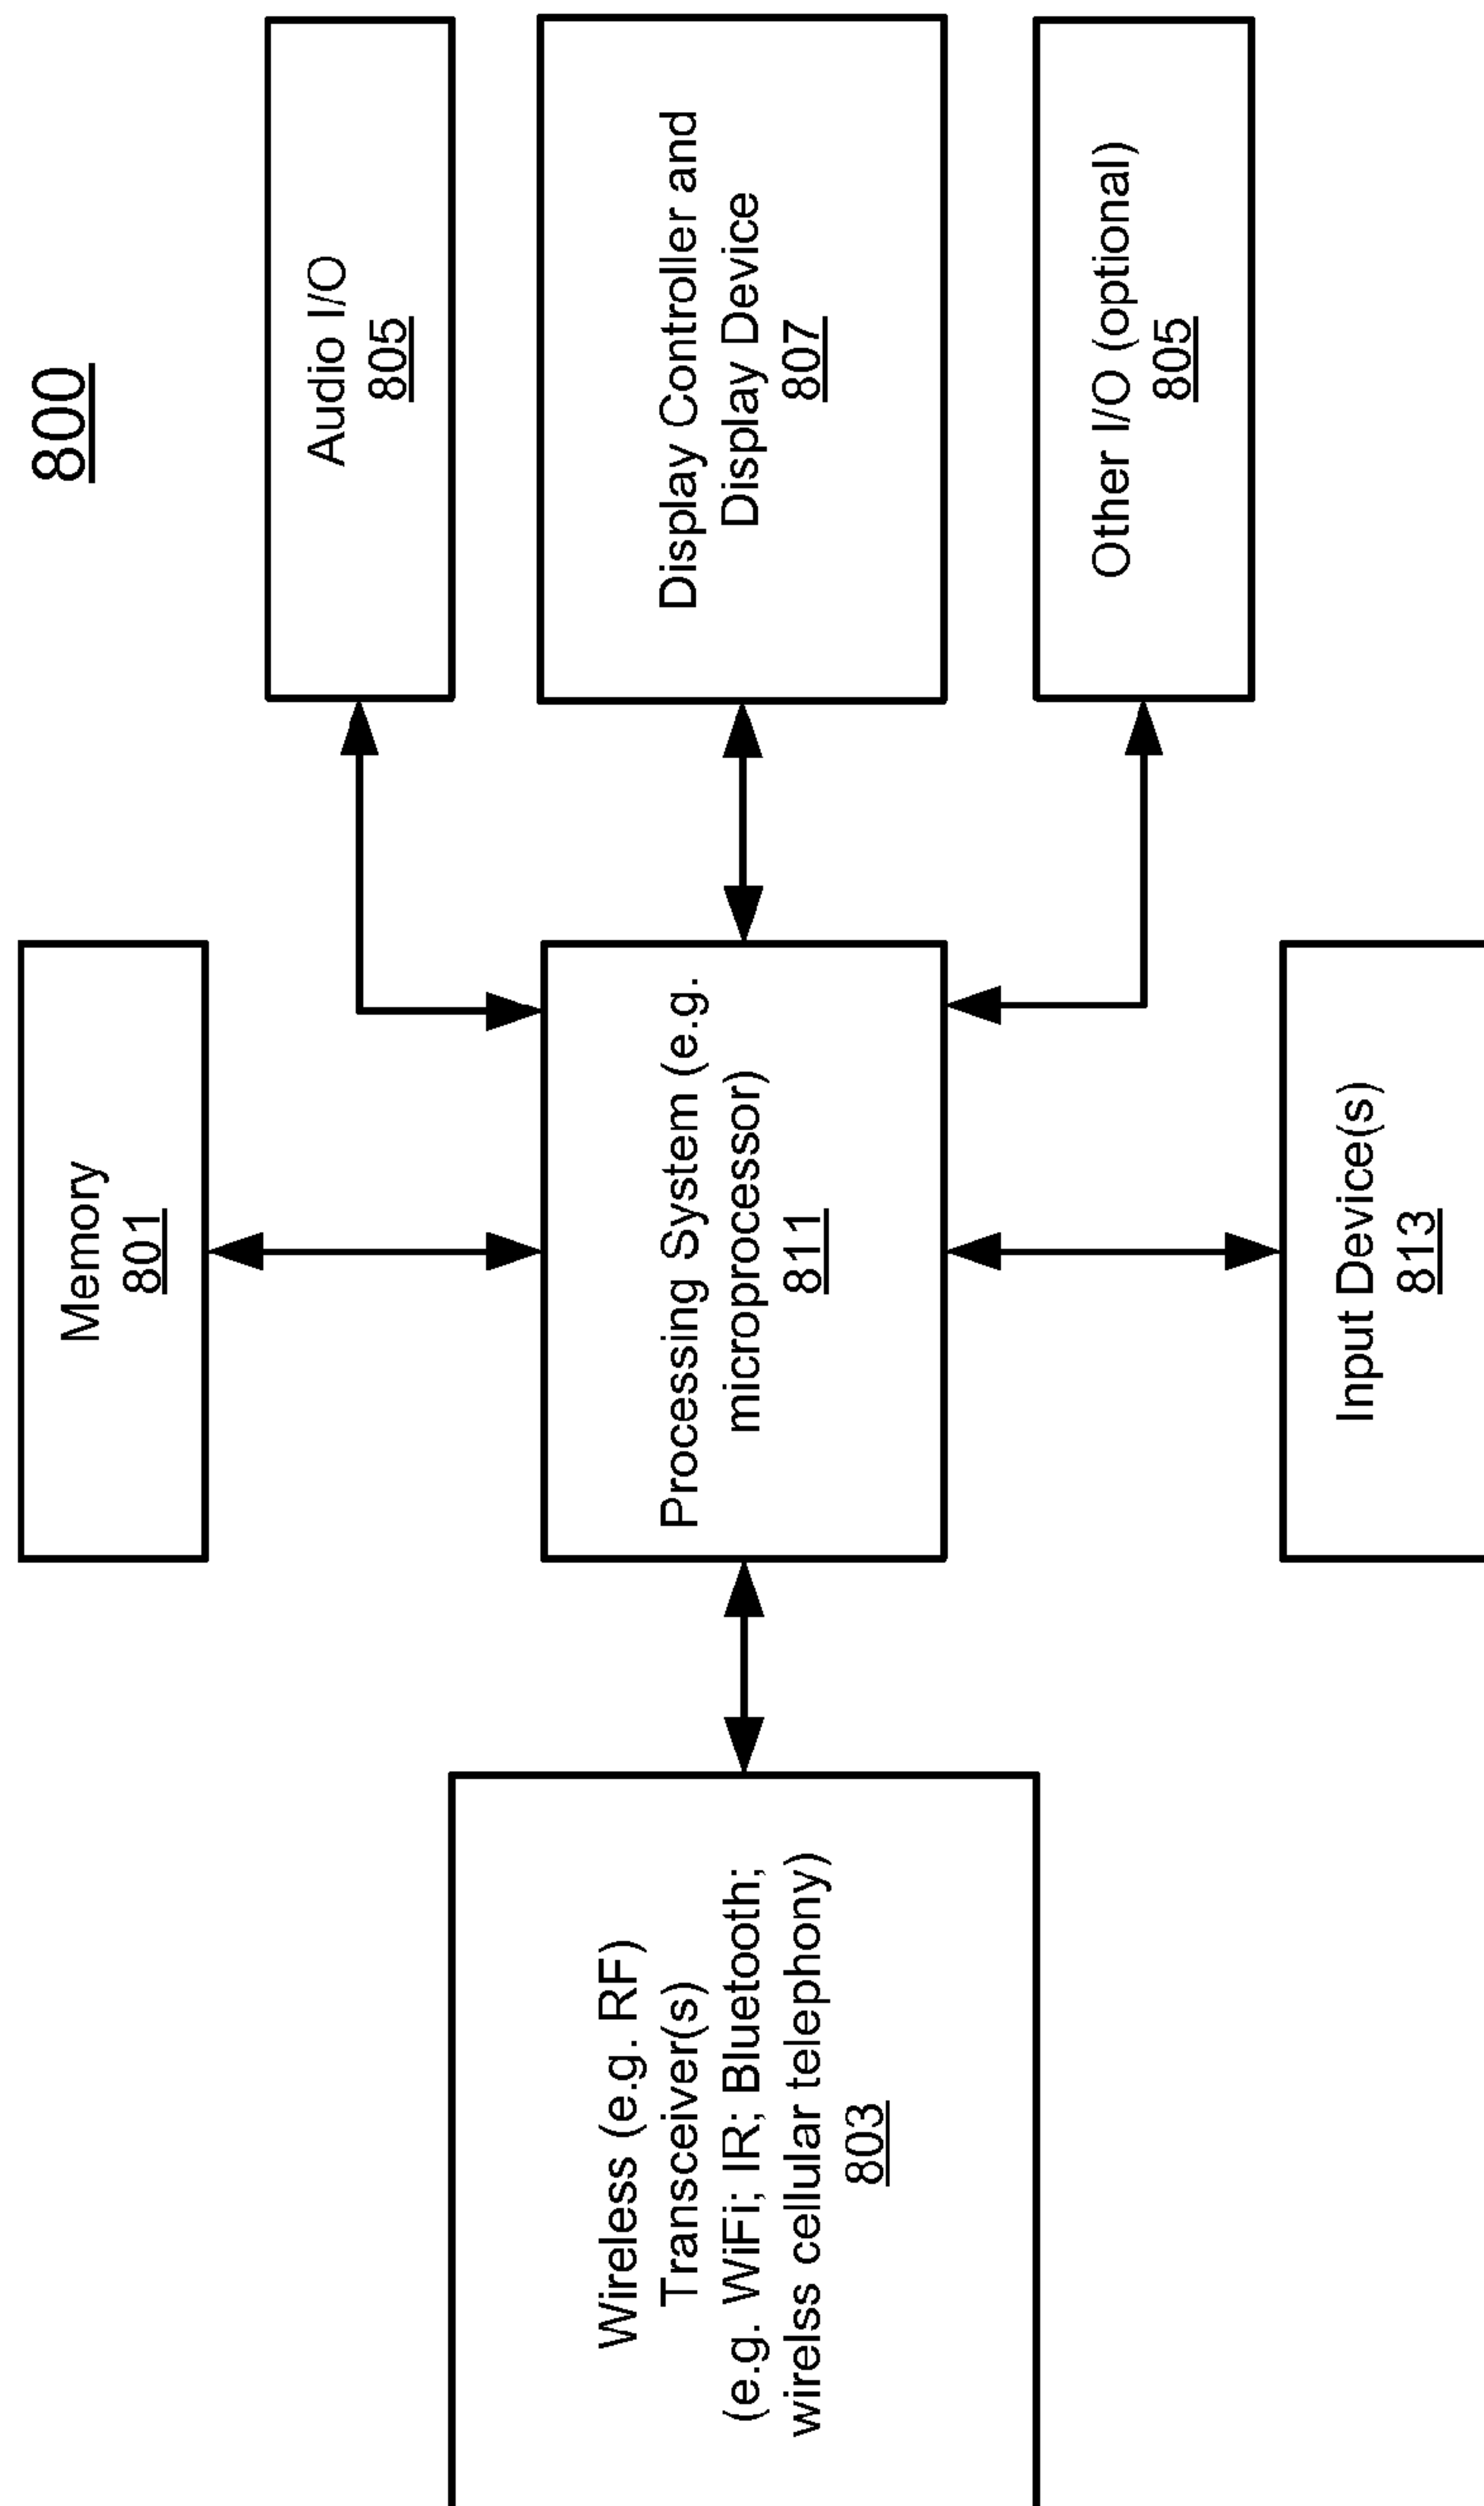 800
Memory
801
Audio I/O
805
Wireless (e.g. RF)
Transceiver(s)
(e.g. WiFi; IR; Bluetooth;
wirelss cellular telephony)
803
Processing System (e.g.
microprocessor)
811
Display Controller and
Display Device
807
Other I/O (optional)
805
Input Device(s)
813